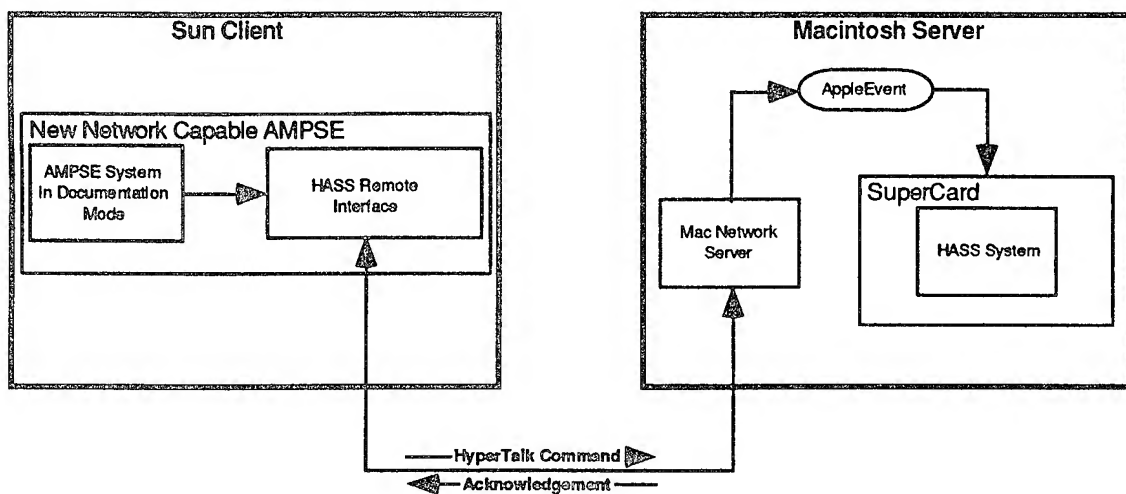 Sun Client
New Network Capable AMPSE
AMPSE System
in Documentation
Mode
HASS Remote
Interface
Macintosh Server
AppleEvent
Mac Network
Server
SuperCard
HASS System
HyperTalk Command
Acknowledgement